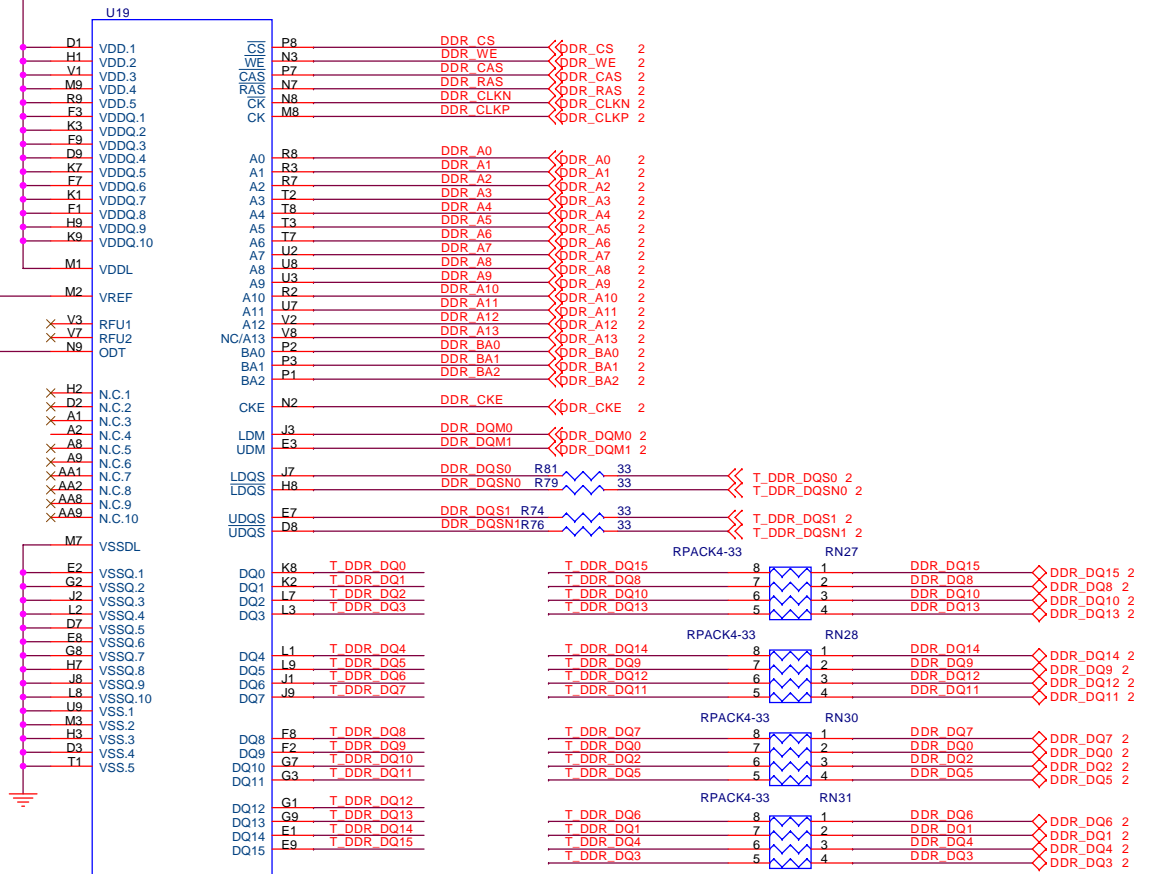 U19
D1 VDD.1 CS P8 DDR_CS DDR_CS 2
H1 VDD.2 WE N3 DDR_WE DDR_WE 2
V1 VDD.3 CAS P7 DDR_CAS DDR_CAS 2
M9 VDD.4 RAS N7 DDR_RAS DDR_RAS 2
R9 VDD.5 CK N8 DDR_CLKN DDR_CLKN 2
F3 VDDQ.1 CK M8 DDR_CLKP DDR_CLKP 2
K3 VDDQ.2
F9 VDDQ.3
D9 VDDQ.4 A0 R8 DDR_A0 DDR_A0 2
K7 VDDQ.5 A1 R3 DDR_A1 DDR_A1 2
F7 VDDQ.6 A2 R7 DDR_A2 DDR_A2 2
K1 VDDQ.7 A3 T2 DDR_A3 DDR_A3 2
F1 VDDQ.8 A4 T8 DDR_A4 DDR_A4 2
H9 VDDQ.9 A5 T3 DDR_A5 DDR_A5 2
K9 VDDQ.10 A6 T7 DDR_A6 DDR_A6 2
A7 U2 DDR_A7 DDR_A7 2
M1 VDDL A8 U8 DDR_A8 DDR_A8 2
A9 U3 DDR_A9 DDR_A9 2
M2 VREF A10 R2 DDR_A10 DDR_A10 2
A11 U7 DDR_A11 DDR_A11 2
V3 RFU1 A12 V2 DDR_A12 DDR_A12 2
V7 RFU2 NC/A13 V8 DDR_A13 DDR_A13 2
N9 ODT BA0 P2 DDR_BA0 DDR_BA0 2
BA1 P3 DDR_BA1 DDR_BA1 2
BA2 P1 DDR_BA2 DDR_BA2 2
H2 N.C.1
D2 N.C.2 CKE N2 DDR_CKE DDR_CKE 2
A1 N.C.3
A2 N.C.4 LDM J3 DDR_DQM0 DDR_DQM0 2
A8 N.C.5 UDM E3 DDR_DQM1 DDR_DQM1 2
A9 N.C.6
AA1 N.C.7 LDQS J7 DDR_DQS0 R81 33 T_DDR_DQS0 2
AA2 N.C.8 LDQS H8 DDR_DQSN0 R79 33 T_DDR_DQSN0 2
AA8 N.C.9
AA9 N.C.10 UDQS E7 DDR_DQS1 R74 33 T_DDR_DQS1 2
UDQS D8 DDR_DQSN1 R76 33 T_DDR_DQSN1 2
M7 VSSDL
RPACK4-33 RN27
E2 VSSQ.1 DQ0 K8 T_DDR_DQ0 T_DDR_DQ15 8 1 DDR_DQ15 DDR_DQ15 2
G2 VSSQ.2 DQ1 K2 T_DDR_DQ1 T_DDR_DQ8 7 2 DDR_DQ8 DDR_DQ8 2
J2 VSSQ.3 DQ2 L7 T_DDR_DQ2 T_DDR_DQ10 6 3 DDR_DQ10 DDR_DQ10 2
L2 VSSQ.4 DQ3 L3 T_DDR_DQ3 T_DDR_DQ13 5 4 DDR_DQ13 DDR_DQ13 2
D7 VSSQ.5
E8 VSSQ.6 RPACK4-33 RN28
G8 VSSQ.7 DQ4 L1 T_DDR_DQ4 T_DDR_DQ14 8 1 DDR_DQ14 DDR_DQ14 2
H7 VSSQ.8 DQ5 L9 T_DDR_DQ5 T_DDR_DQ9 7 2 DDR_DQ9 DDR_DQ9 2
J8 VSSQ.9 DQ6 J1 T_DDR_DQ6 T_DDR_DQ12 6 3 DDR_DQ12 DDR_DQ12 2
L8 VSSQ.10 DQ7 J9 T_DDR_DQ7 T_DDR_DQ11 5 4 DDR_DQ11 DDR_DQ11 2
U9 VSS.1
M3 VSS.2 RPACK4-33 RN30
H3 VSS.3 DQ8 F8 T_DDR_DQ8 T_DDR_DQ7 8 1 DDR_DQ7 DDR_DQ7 2
D3 VSS.4 DQ9 F2 T_DDR_DQ9 T_DDR_DQ0 7 2 DDR_DQ0 DDR_DQ0 2
T1 VSS.5 DQ10 G7 T_DDR_DQ10 T_DDR_DQ2 6 3 DDR_DQ2 DDR_DQ2 2
DQ11 G3 T_DDR_DQ11 T_DDR_DQ5 5 4 DDR_DQ5 DDR_DQ5 2
RPACK4-33 RN31
DQ12 G1 T_DDR_DQ12
DQ13 G9 T_DDR_DQ13 T_DDR_DQ6 8 1 DDR_DQ6 DDR_DQ6 2
DQ14 E1 T_DDR_DQ14 T_DDR_DQ1 7 2 DDR_DQ1 DDR_DQ1 2
DQ15 E9 T_DDR_DQ15 T_DDR_DQ4 6 3 DDR_DQ4 DDR_DQ4 2
T_DDR_DQ3 5 4 DDR_DQ3 DDR_DQ3 2